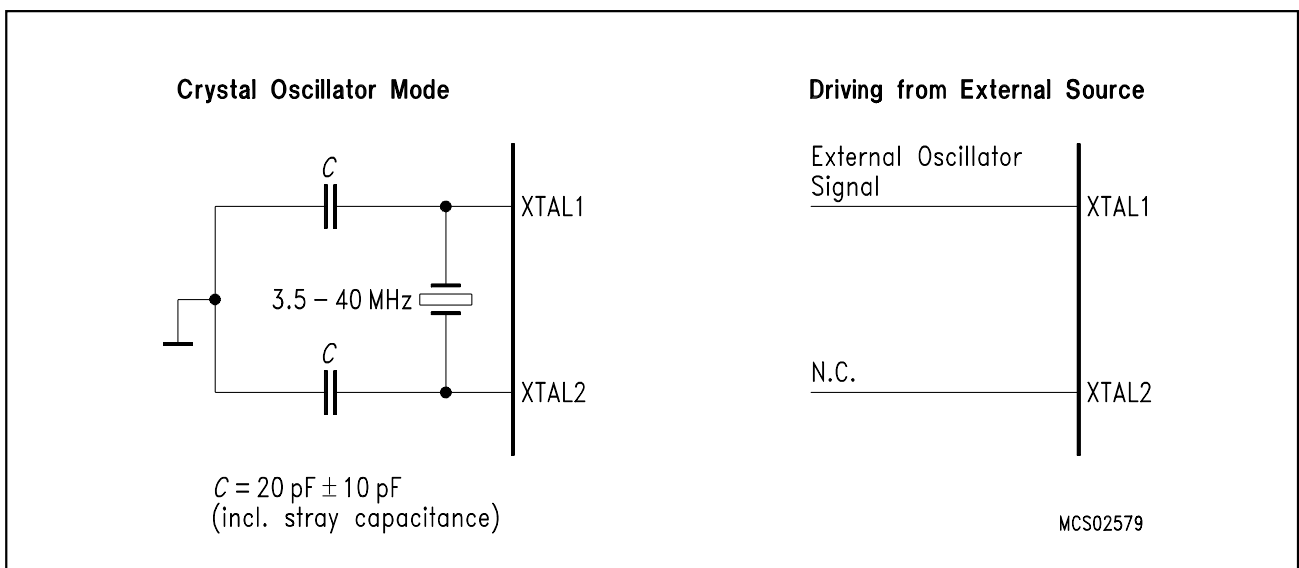 Crystal Oscillator Mode
C
XTAL1
3.5 – 40 MHz
C
XTAL2
C = 20 pF ± 10 pF
(incl. stray capacitance)
Driving from External Source
External Oscillator
Signal
XTAL1
N.C.
XTAL2
MCS02579